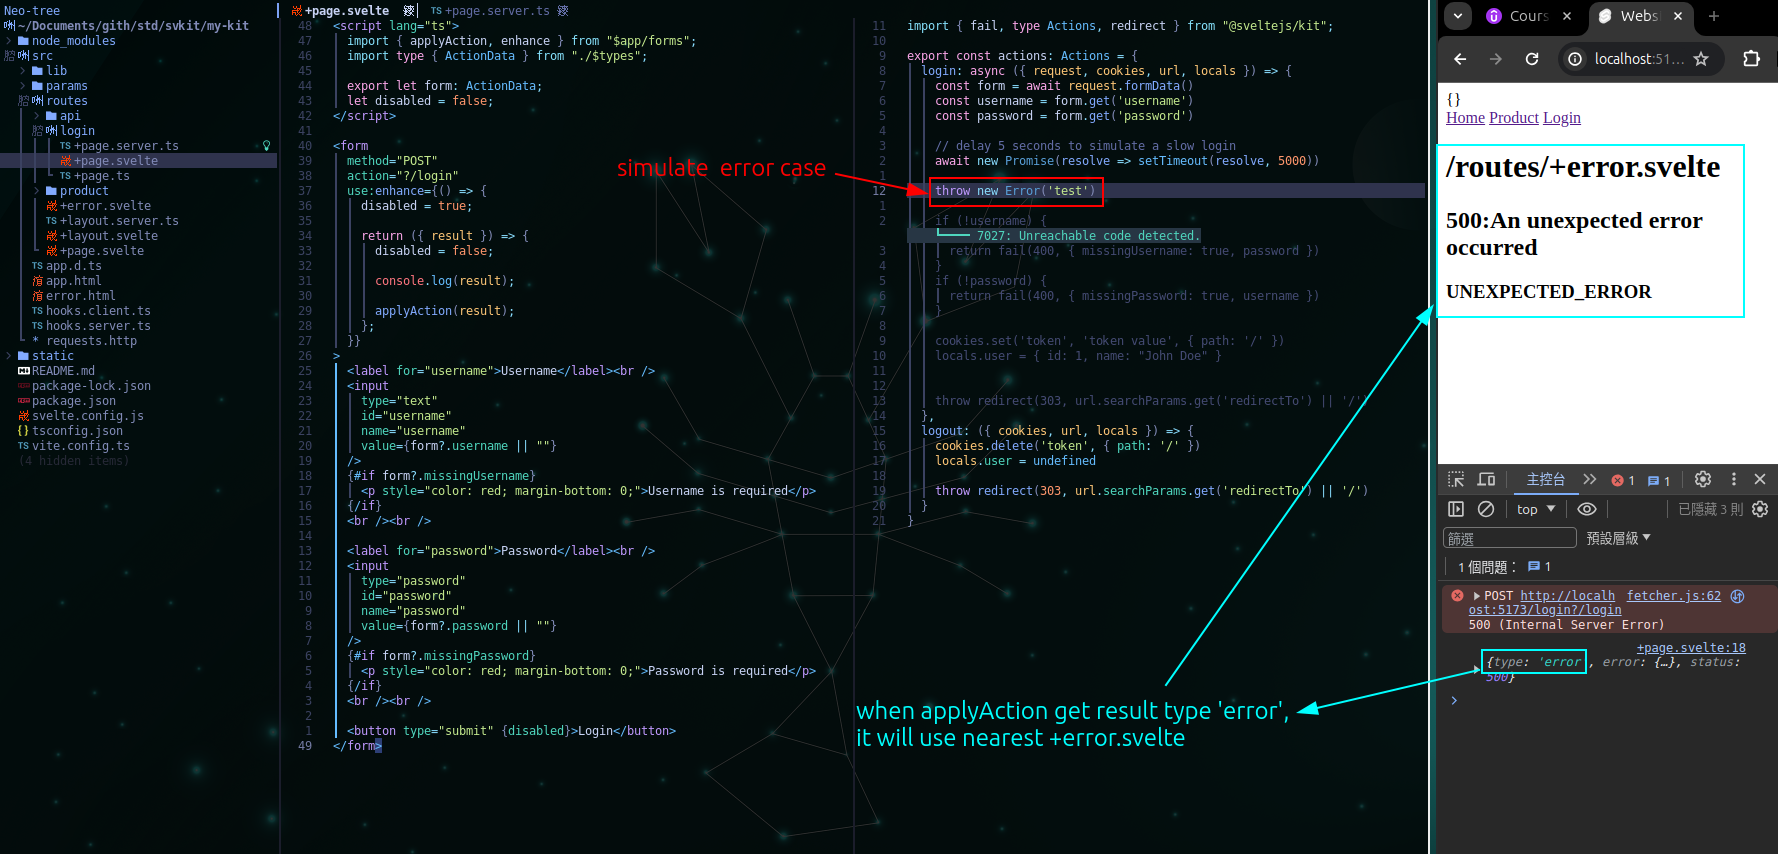 Neo-tree
~/Documents/gith/std/svkit/my-kit
node_modules
src
lib
params
routes
api
login
TS +page.server.ts
+page.svelte
TS +page.ts
product
+error.svelte
TS +layout.server.ts
+layout.svelte
+page.svelte
TS app.d.ts
app.html
error.html
TS hooks.client.ts
TS hooks.server.ts
* requests.http
static
README.md
package-lock.json
package.json
svelte.config.js
{} tsconfig.json
TS vite.config.ts
(4 hidden items)
+page.svelte
+page.server.ts
48 <script lang="ts">
47 import { applyAction, enhance } from "$app/forms";
46 import type { ActionData } from "./$types";
45
44 export let form: ActionData;
43 let disabled = false;
42 </script>
41
40 <form
39 method="POST"
38 action="?/login"
37 use:enhance={() => {
36 disabled = true;
35
34 return ({ result }) => {
33 disabled = false;
32
31 console.log(result);
30
29 applyAction(result);
28 };
27 }}
26 >
25 <label for="username">Username</label><br />
24 <input
23 type="text"
22 id="username"
21 name="username"
20 value={form?.username || ""}
19 />
18 {#if form?.missingUsername}
17 <p style="color: red; margin-bottom: 0;">Username is required</p>
16 {/if}
15 <br /><br />
14
13 <label for="password">Password</label><br />
12 <input
11 type="password"
10 id="password"
9 name="password"
8 value={form?.password || ""}
7 />
6 {#if form?.missingPassword}
5 <p style="color: red; margin-bottom: 0;">Password is required</p>
4 {/if}
3 <br /><br />
2
1 <button type="submit" {disabled}>Login</button>
49 </form>
simulate error case
11 import { fail, type Actions, redirect } from "@sveltejs/kit";
10
9 export const actions: Actions = {
8 login: async ({ request, cookies, url, locals }) => {
7 const form = await request.formData()
6 const username = form.get('username')
5 const password = form.get('password')
4
3 // delay 5 seconds to simulate a slow login
2 await new Promise(resolve => setTimeout(resolve, 5000))
1
12 throw new Error('test')
1
2 if (!username) {
7027: Unreachable code detected.
3 return fail(400, { missingUsername: true, password })
4 }
5 if (!password) {
6 return fail(400, { missingPassword: true, username })
7 }
8
9 cookies.set('token', 'token value', { path: '/' })
10 locals.user = { id: 1, name: "John Doe" }
11
12
13 throw redirect(303, url.searchParams.get('redirectTo') || '/')
14 },
15 logout: ({ cookies, url, locals }) => {
16 cookies.delete('token', { path: '/' })
17 locals.user = undefined
18
19 throw redirect(303, url.searchParams.get('redirectTo') || '/')
20 }
21 }
when applyAction get result type 'error',
it will use nearest +error.svelte
Cours
Webs
localhost:51...
{}
Home Product Login
/routes/+error.svelte
500:An unexpected error
occurred
UNEXPECTED_ERROR
主控台 1 1
top 已隱藏 3 則
篩選 預設層級
1 個問題： 1
POST http://localh fetcher.js:62
ost:5173/login?/login
500 (Internal Server Error)
+page.svelte:18
{type: 'error', error: {…}, status:
500}